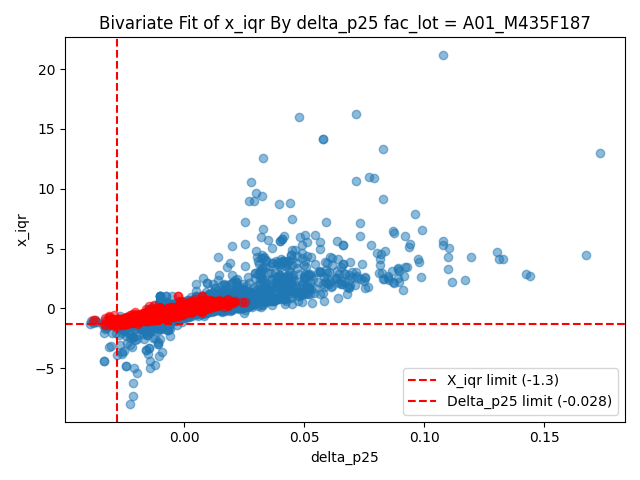 Bivariate Fit of x_iqr By delta_p25 fac_lot = A01_M435F187
20
15
10
5
0
−5
x_iqr
X_iqr limit (-1.3)
Delta_p25 limit (-0.028)
0.00 0.05 0.10 0.15
delta_p25